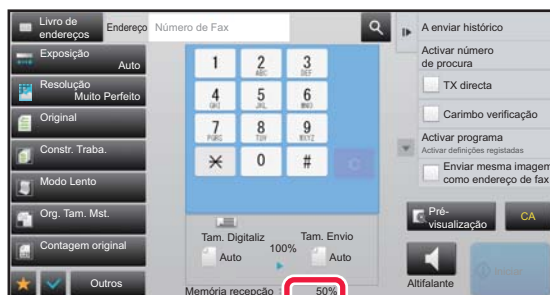 Livro de
endereços
Endereço
Número de Fax
Exposição
Auto
Resolução
Muito Perfeito
Original
Constr. Traba.
Modo Lento
Org. Tam. Mst.
Contagem original
Outros
1
2
ABC
3
DEF
4
GHI
5
JKL
6
MNO
7
PQRS
8
TUV
9
WXYZ
0
#
Tam. Digitaliz
Auto
100%
Tam. Envio
Auto
Memória recepção :
50%
A enviar histórico
Activar número
de procura
TX directa
Carimbo verificação
Activar programa
Activar definições registadas
Enviar mesma imagem
como endereço de fax
Pré-
visualização
CA
Altifalante